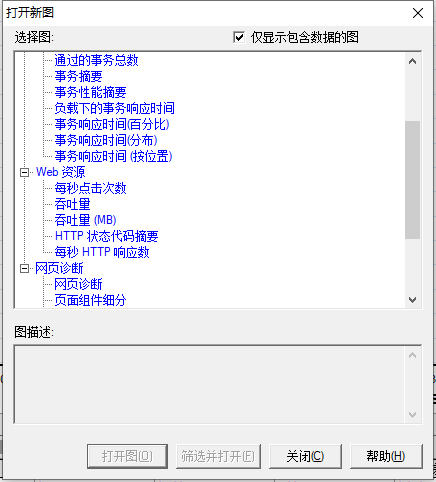 打开新图
选择图:
仅显示包含数据的图
通过的事务总数
事务摘要
事务性能摘要
负载下的事务响应时间
事务响应时间(百分比)
事务响应时间(分布)
事务响应时间 (按位置)
Web 资源
每秒点击次数
吞吐量
吞吐量 (MB)
HTTP 状态代码摘要
每秒 HTTP 响应数
网页诊断
网页诊断
页面组件细分
图描述:
打开图(O)
筛选并打开(F)
关闭(C)
帮助(H)